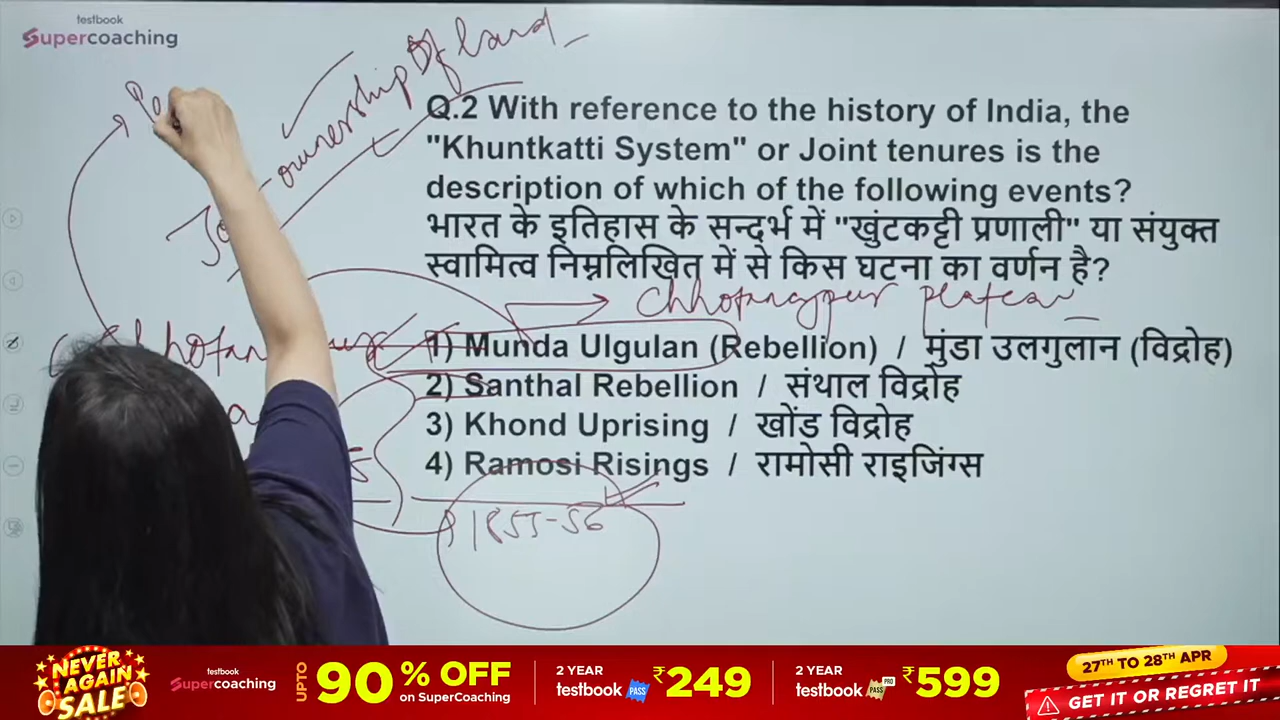 testbook
Supercoaching
ownership of land
Q.2 With reference to the history of India, the
"Khuntkatti System" or Joint tenures is the
description of which of the following events?
भारत के इतिहास के सन्दर्भ में "खुंटकट्टी प्रणाली" या संयुक्त
स्वामित्व निम्नलिखित में से किस घटना का वर्णन है?
Chhotangpur plateau
1) Munda Ulgulan (Rebellion) / मुंडा उलगुलान (विद्रोह)
2) Santhal Rebellion / संथाल विद्रोह
3) Khond Uprising / खोंड विद्रोह
4) Ramosi Risings / रामोसी राइजिंग्स
1855-56
NEVER
AGAIN
SALE
testbook
Supercoaching
UPTO
90% OFF
on SuperCoaching
2 YEAR
testbook PASS
₹249
2 YEAR
testbook PASS PRO
₹599
27TH TO 28TH APR
GET IT OR REGRET IT